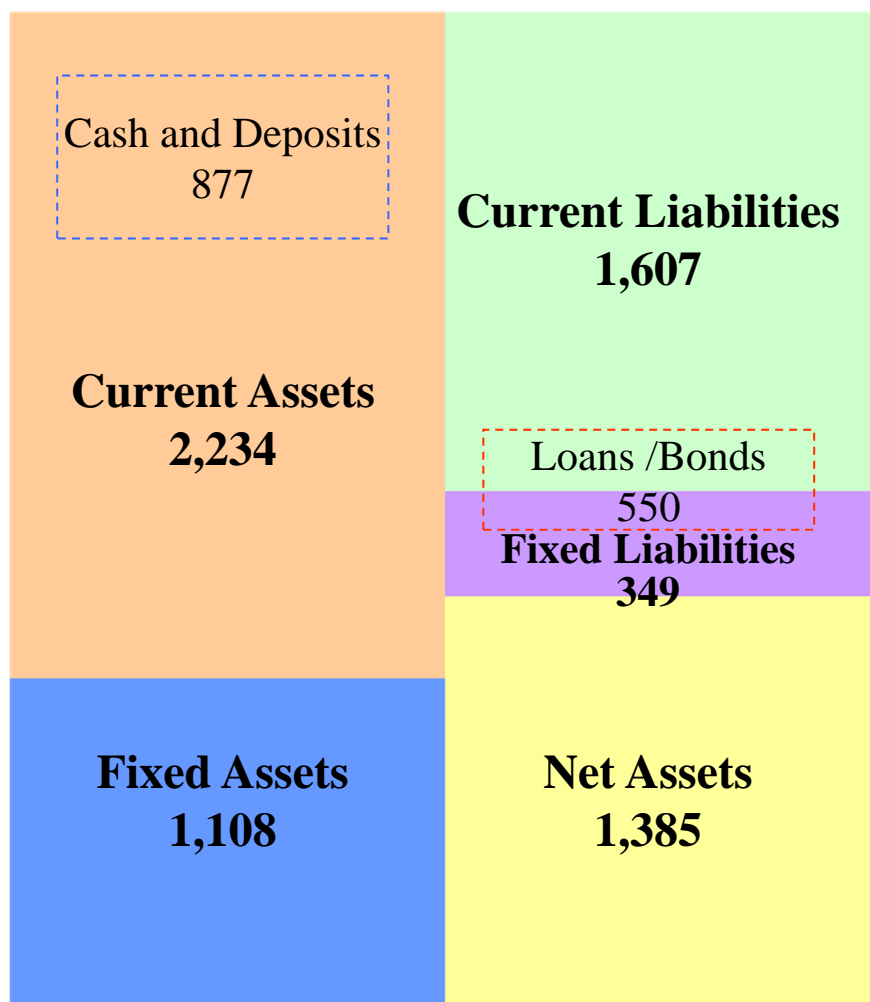 Cash and Deposits
877
Current Assets
2,234
Fixed Assets
1,108
Current Liabilities
1,607
Loans /Bonds
550
Fixed Liabilities
349
Net Assets
1,385